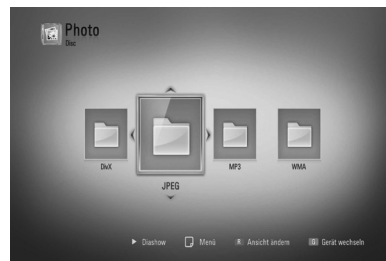 Photo
Disc
DivX
MP3
WMA
JPEG
Diashow Menü R Ansicht ändern G Gerät wechseln